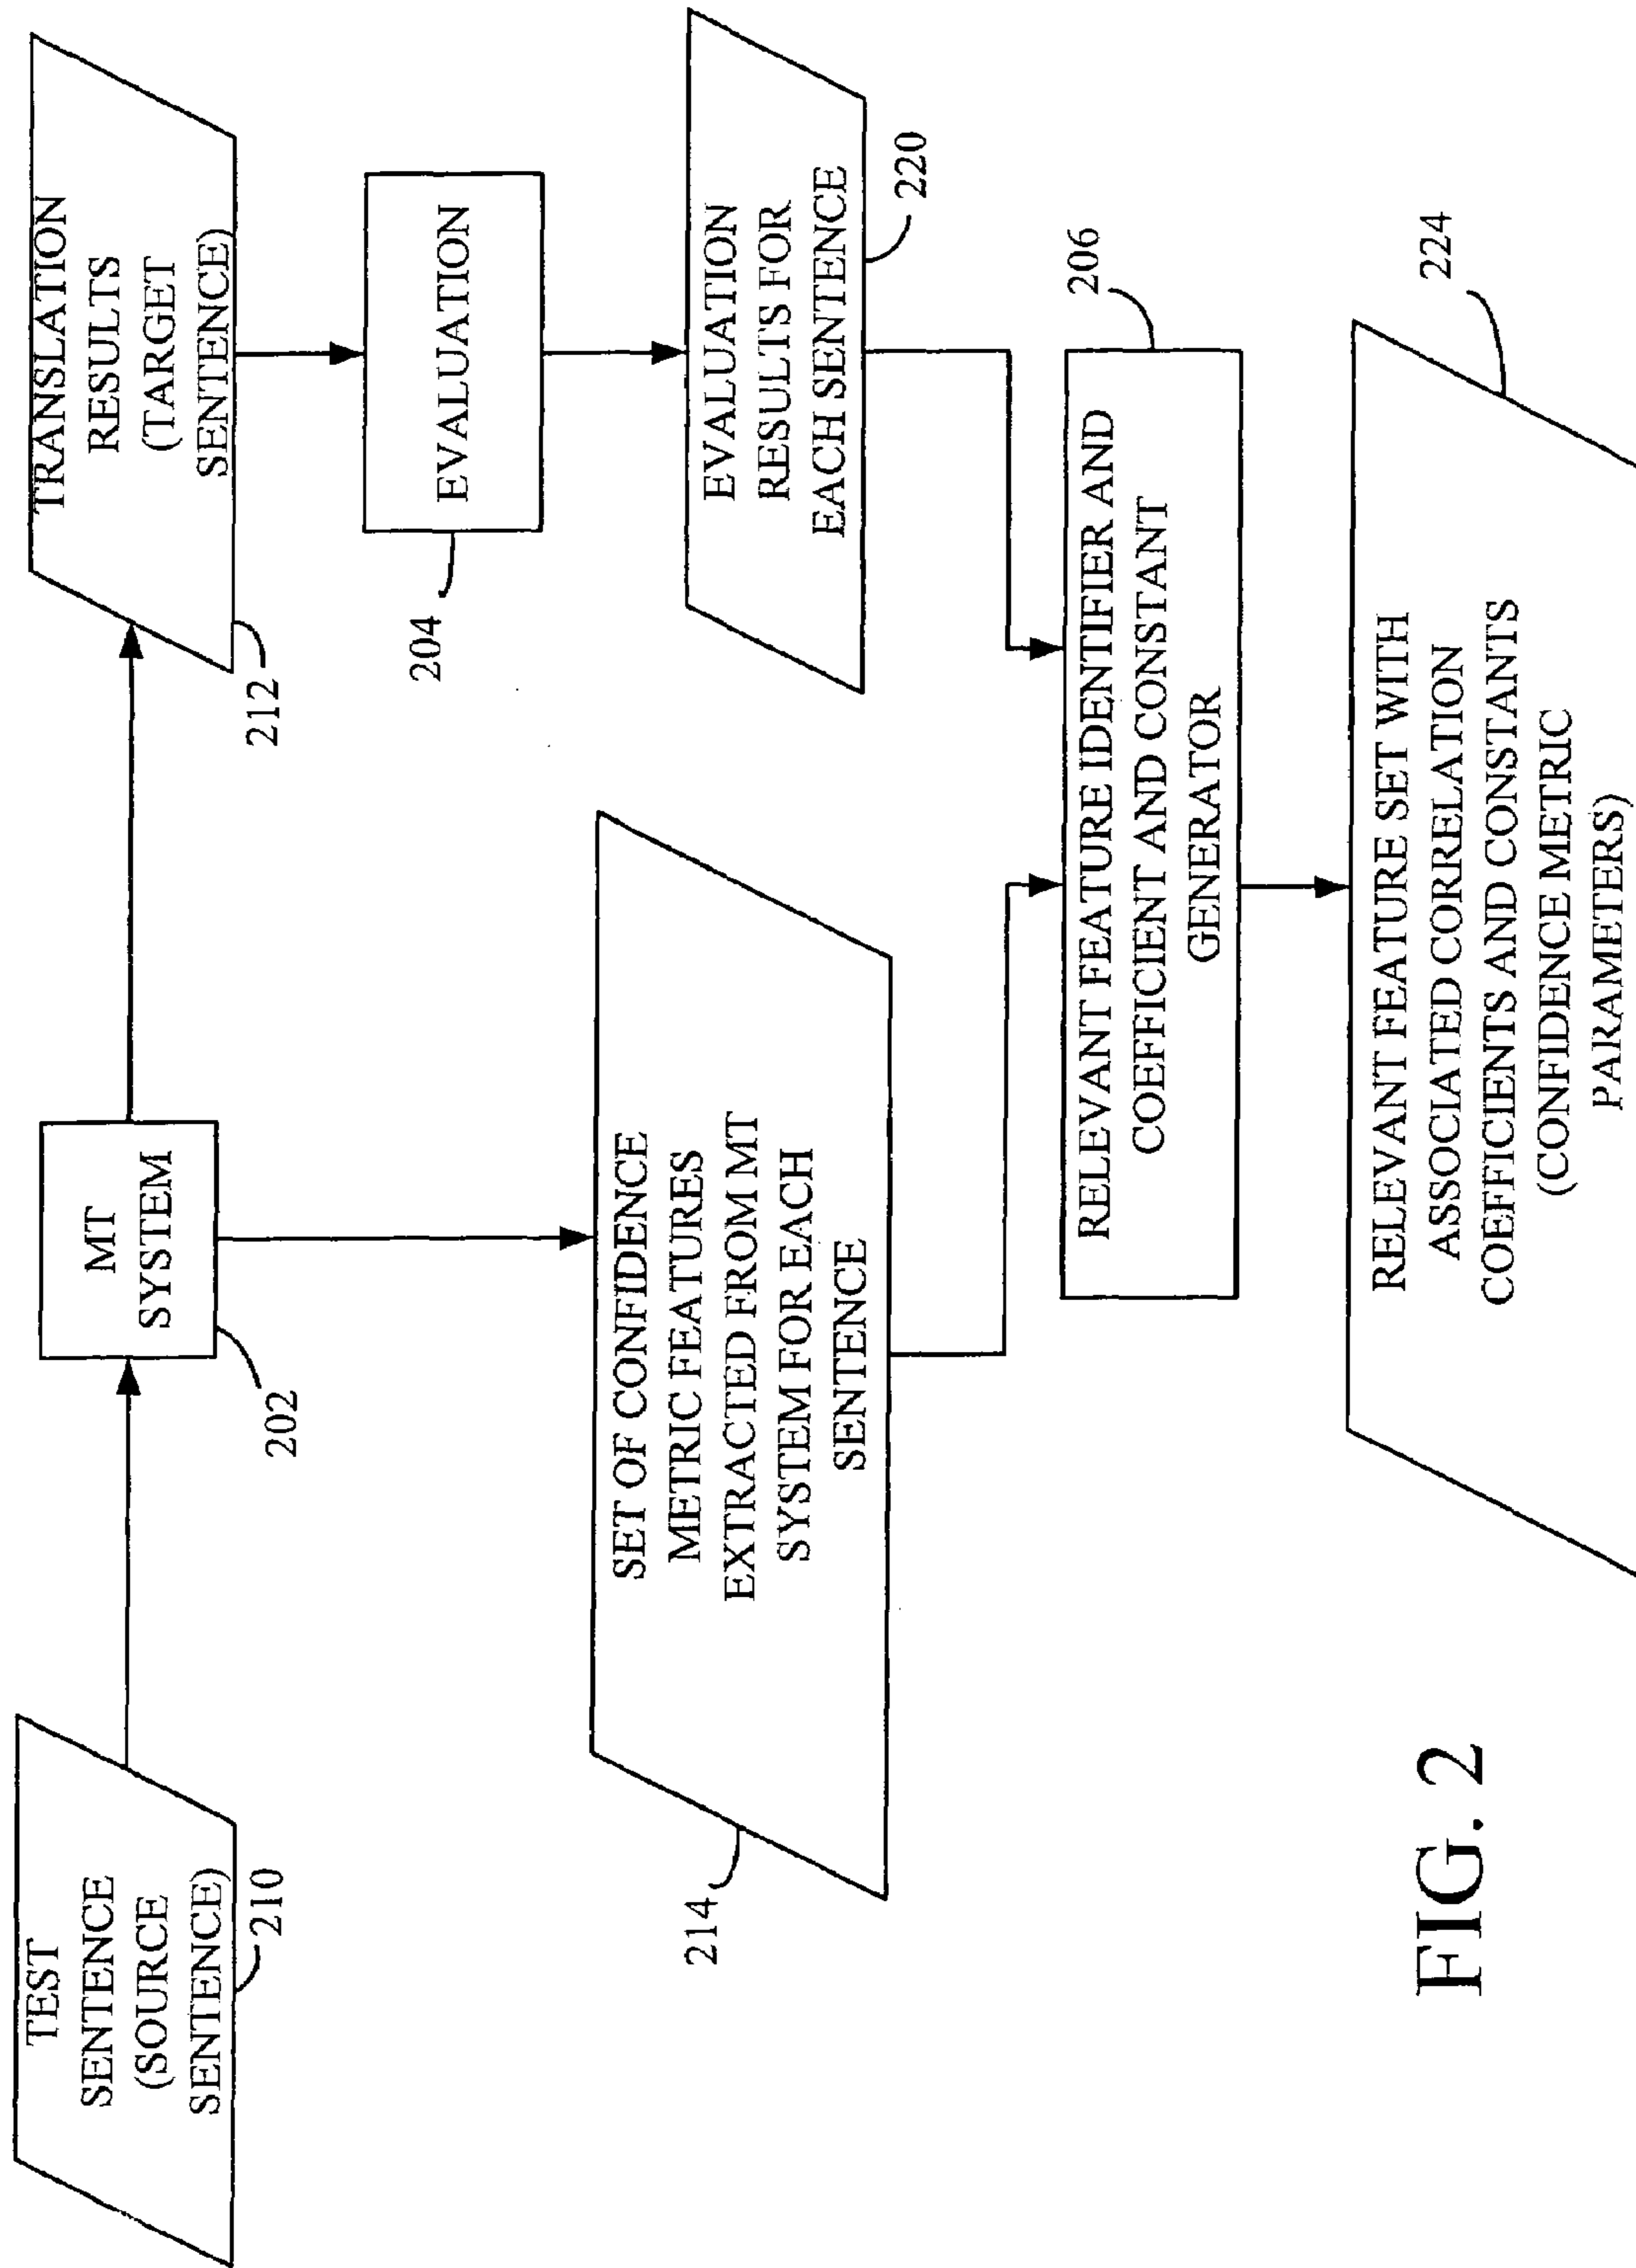 TEST
SENTENCE
(SOURCE
SENTENCE)
210
MT
SYSTEM
202
TRANSLATION
RESULTS
(TARGET
SENTENCE)
212
EVALUATION
204
SET OF CONFIDENCE
METRIC FEATURES
EXTRACTED FROM MT
SYSTEM FOR EACH
SENTENCE
214
EVALUATION
RESULTS FOR
EACH SENTENCE
220
RELEVANT FEATURE IDENTIFIER AND
COEFFICIENT AND CONSTANT
GENERATOR
206
RELEVANT FEATURE SET WITH
ASSOCIATED CORRELATION
COEFFICIENTS AND CONSTANTS
(CONFIDENCE METRIC
PARAMETERS)
224
FIG. 2